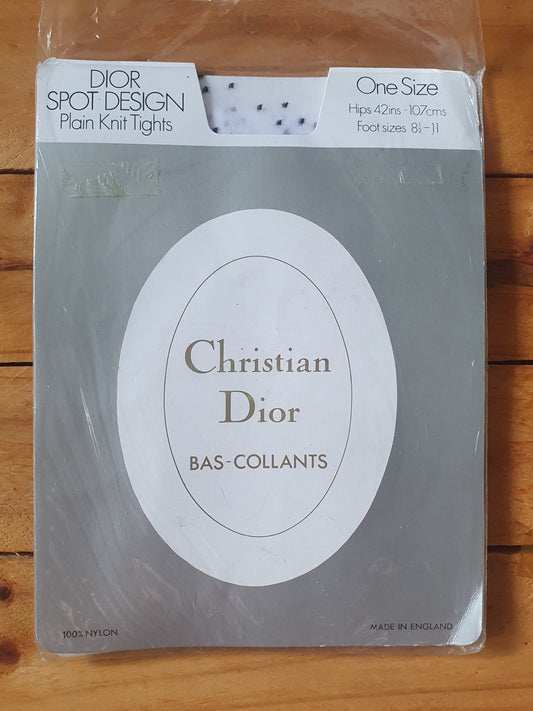 DIOR
SPOT DESIGN
Plain Knit Tights
One Size
Hips 42ins - 107cms
Foot sizes 8½-11
Christian
Dior
BAS-COLLANTS
100% NYLON
MADE IN ENGLAND